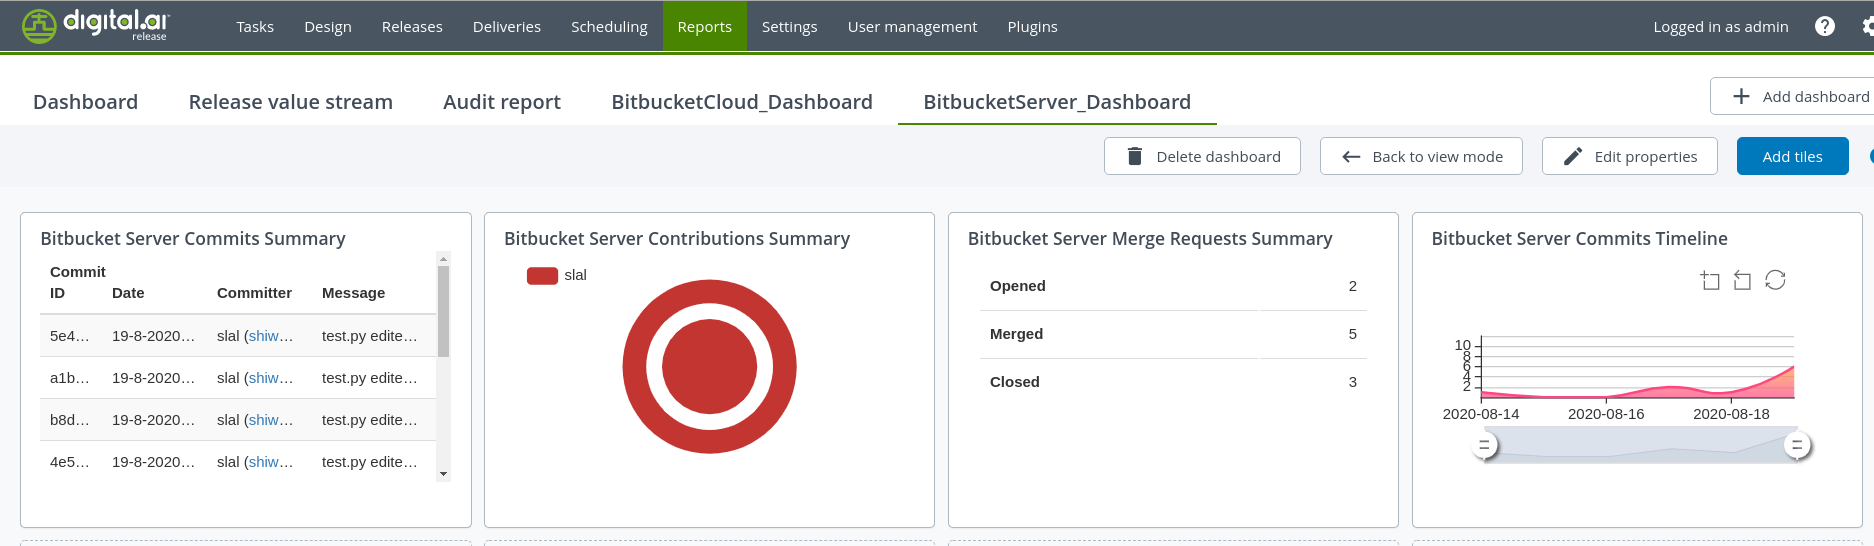 digital.ai
release
Tasks Design Releases Deliveries Scheduling Reports Settings User management Plugins Logged in as admin ?
Dashboard Release value stream Audit report BitbucketCloud_Dashboard BitbucketServer_Dashboard Add dashboard
Delete dashboard Back to view mode Edit properties Add tiles
Bitbucket Server Commits Summary
Commit
ID Date Committer Message
5e4… 19-8-2020… slal (shiw… test.py edite…
a1b… 19-8-2020… slal (shiw… test.py edite…
b8d… 19-8-2020… slal (shiw… test.py edite…
4e5… 19-8-2020… slal (shiw… test.py edite…
Bitbucket Server Contributions Summary
slal
Bitbucket Server Merge Requests Summary
Opened 2
Merged 5
Closed 3
Bitbucket Server Commits Timeline
10
8
6
4
2
2020-08-14 2020-08-16 2020-08-18